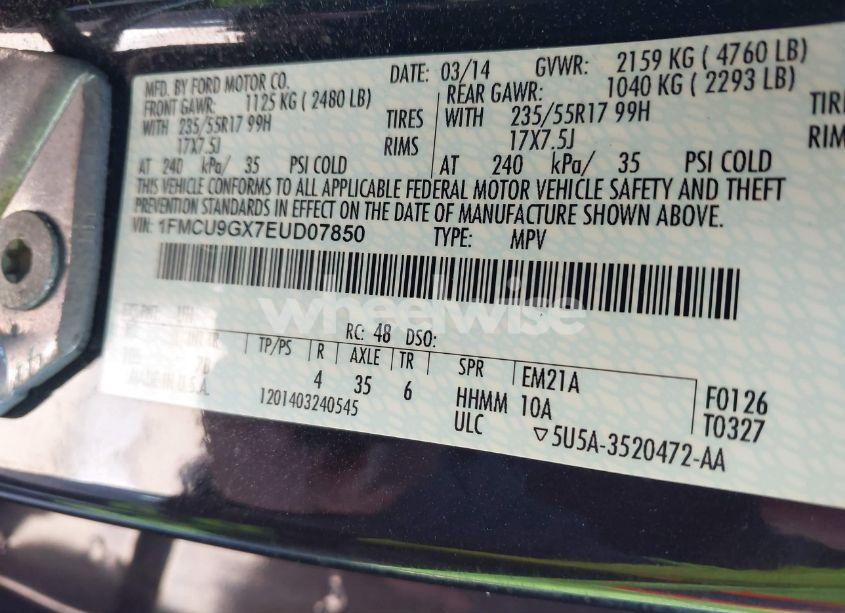 MFD. BY FORD MOTOR CO.
DATE: 03/14 GVWR: 2159 KG ( 4760 LB)
FRONT GAWR: 1125 KG ( 2480 LB) REAR GAWR: 1040 KG ( 2293 LB)
WITH 235/55R17 99H TIRES WITH 235/55R17 99H TIRES
17X7.5J RIMS 17X7.5J RIMS
AT 240 kPa/ 35 PSI COLD AT 240 kPa/ 35 PSI COLD
THIS VEHICLE CONFORMS TO ALL APPLICABLE FEDERAL MOTOR VEHICLE SAFETY AND THEFT
PREVENTION STANDARDS IN EFFECT ON THE DATE OF MANUFACTURE SHOWN ABOVE.
VIN: 1FMCU9GX7EUD07850 TYPE: MPV
wheelwise
RC: 48 DSO:
TP/PS R AXLE TR SPR EM21A F0126
4 35 6 HHMM 10A T0327
MADE IN U.S.A. 1201403240545 ULC 5U5A-3520472-AA